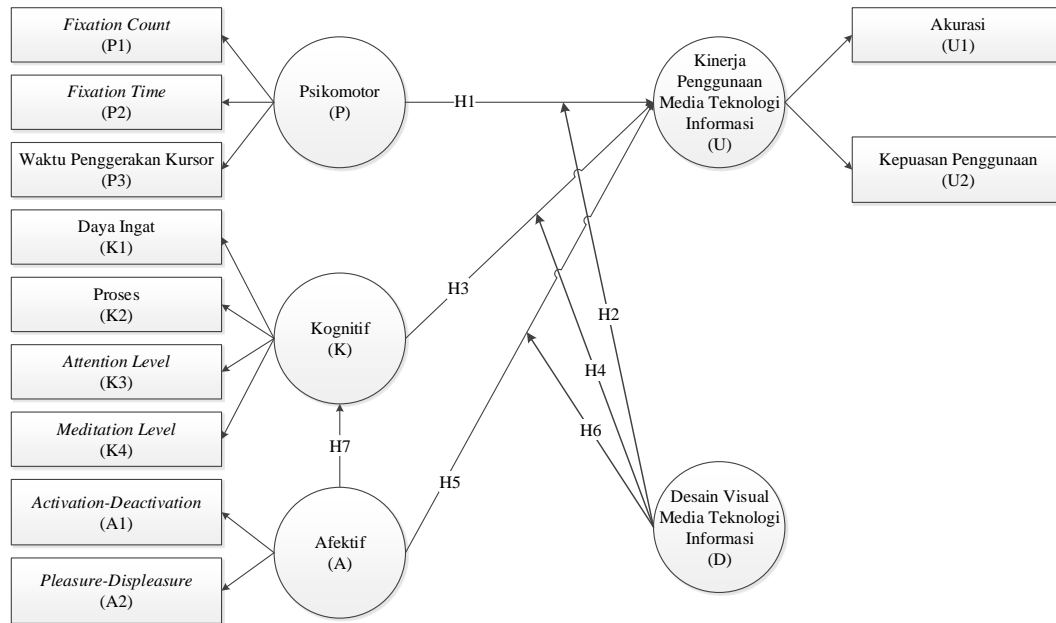 Fixation Count
(P1)
Fixation Time
(P2)
Waktu Penggerakan Kursor
(P3)
Daya Ingat
(K1)
Proses
(K2)
Attention Level
(K3)
Meditation Level
(K4)
Activation-Deactivation
(A1)
Pleasure-Displeasure
(A2)
Psikomotor
(P)
Kognitif
(K)
Afektif
(A)
H1
H3
H5
H7
H2
H4
H6
Kinerja
Penggunaan
Media Teknologi
Informasi
(U)
Desain Visual
Media Teknologi
Informasi
(D)
Akurasi
(U1)
Kepuasan Penggunaan
(U2)